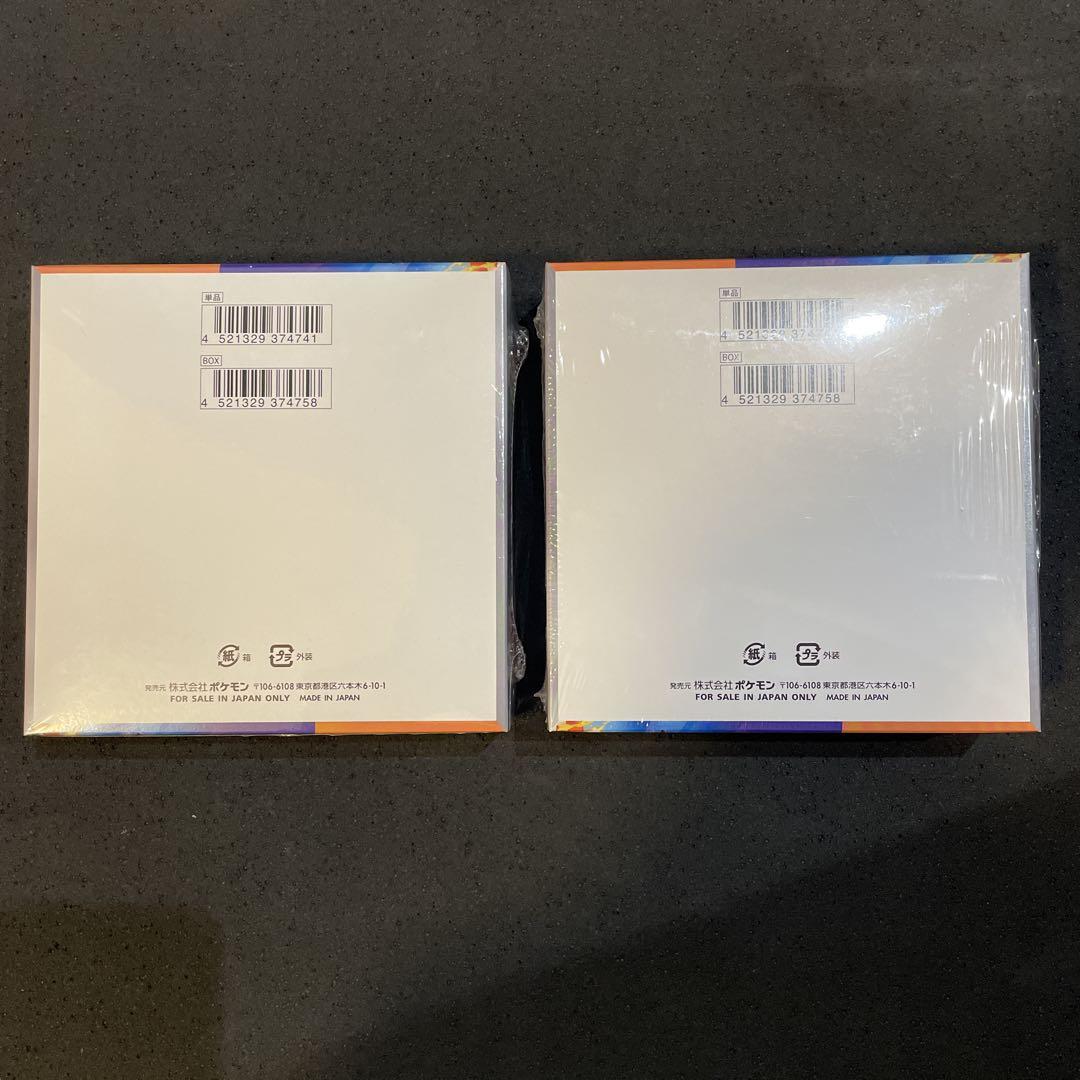 単品
4 521329 374741
BOX
4 521329 374758
紙 箱 プラ 外装
発売元 株式会社ポケモン 〒106-6108 東京都港区六本木6-10-1
FOR SALE IN JAPAN ONLY MADE IN JAPAN
単品
BOX
4 521329 374758
紙 箱 プラ 外装
発売元 株式会社ポケモン 〒106-6108 東京都港区六本木6-10-1
FOR SALE IN JAPAN ONLY MADE IN JAPAN